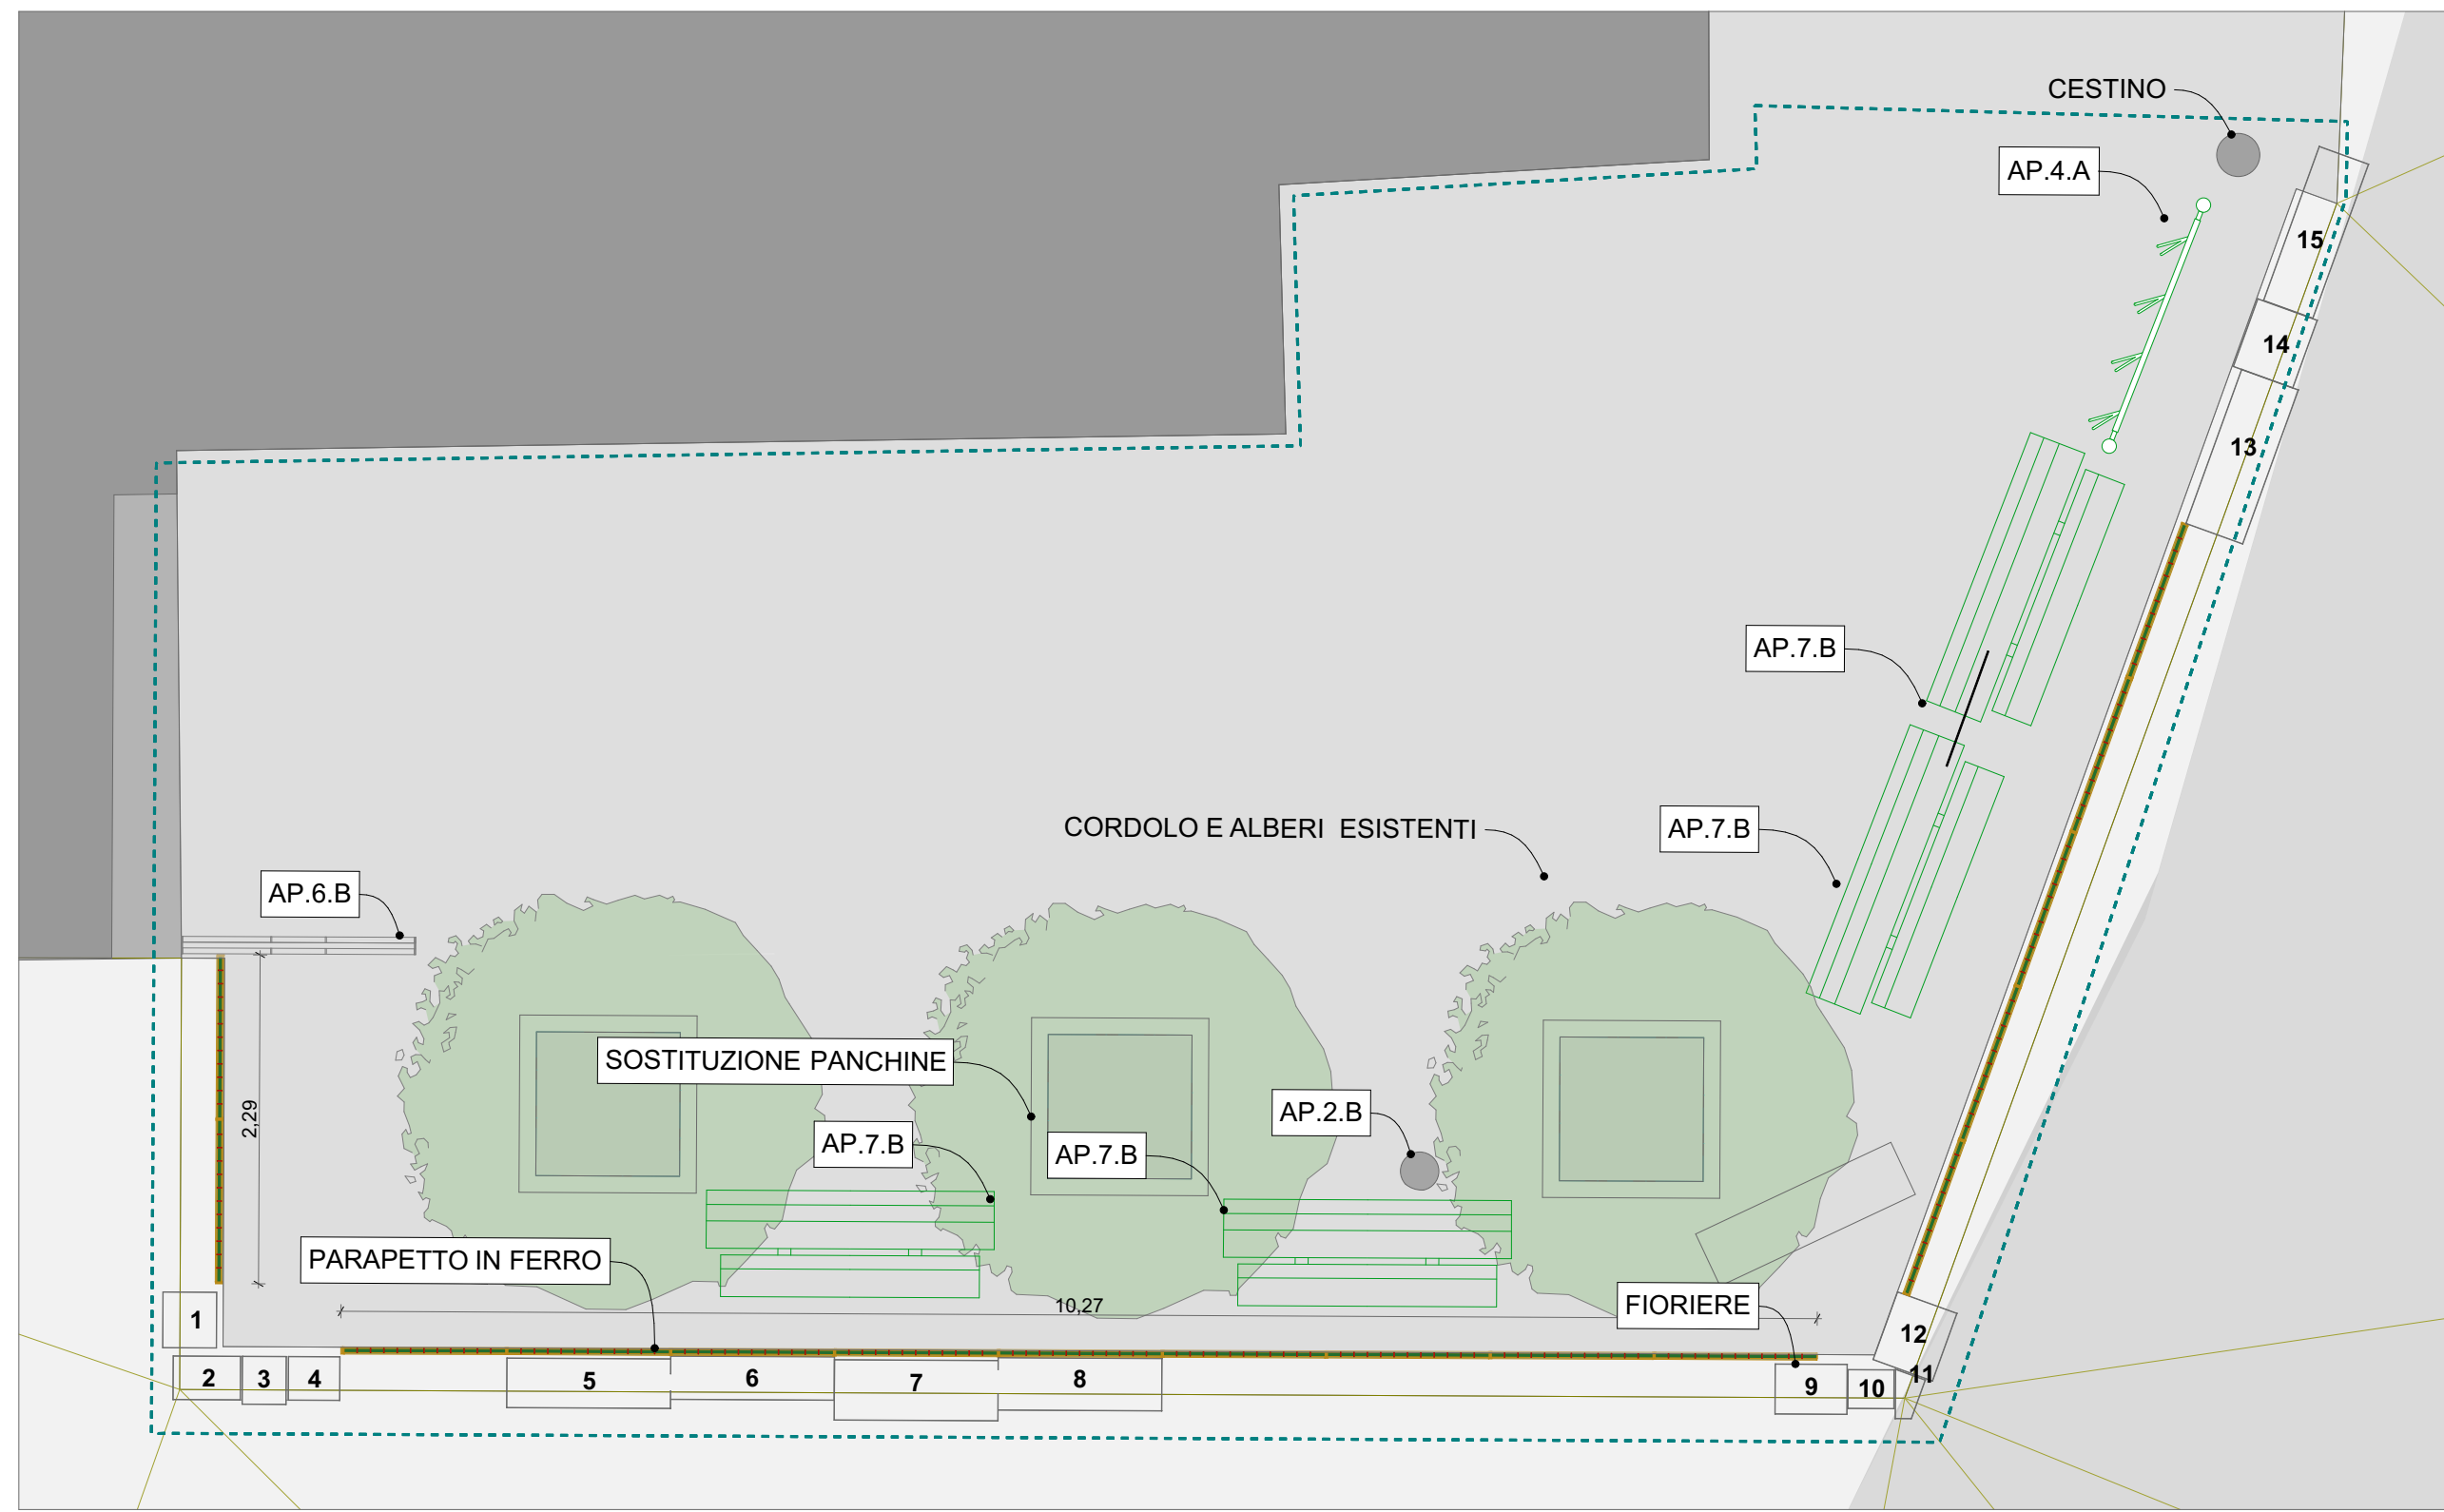 CESTINO
AP.4.A
15
14
13
AP.7.B
CORDOLO E ALBERI  ESISTENTI
AP.7.B
AP.6.B
SOSTITUZIONE PANCHINE
AP.2.B
AP.7.B
AP.7.B
2,29
PARAPETTO IN FERRO
10,27
FIORIERE
1
12
2
3
4
5
6
7
8
9
10
11